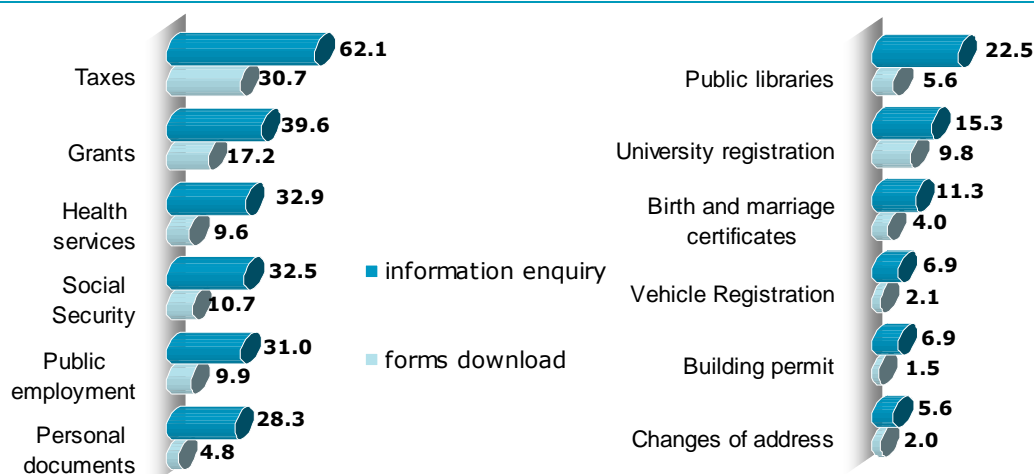 Taxes
62.1
30.7
Grants
39.6
17.2
Health
services
32.9
9.6
Social
Security
32.5
10.7
Public
employment
31.0
9.9
Personal
documents
28.3
4.8
information enquiry
forms download
Public libraries
22.5
5.6
University registration
15.3
9.8
Birth and marriage
certificates
11.3
4.0
Vehicle Registration
6.9
2.1
Building permit
6.9
1.5
Changes of address
5.6
2.0